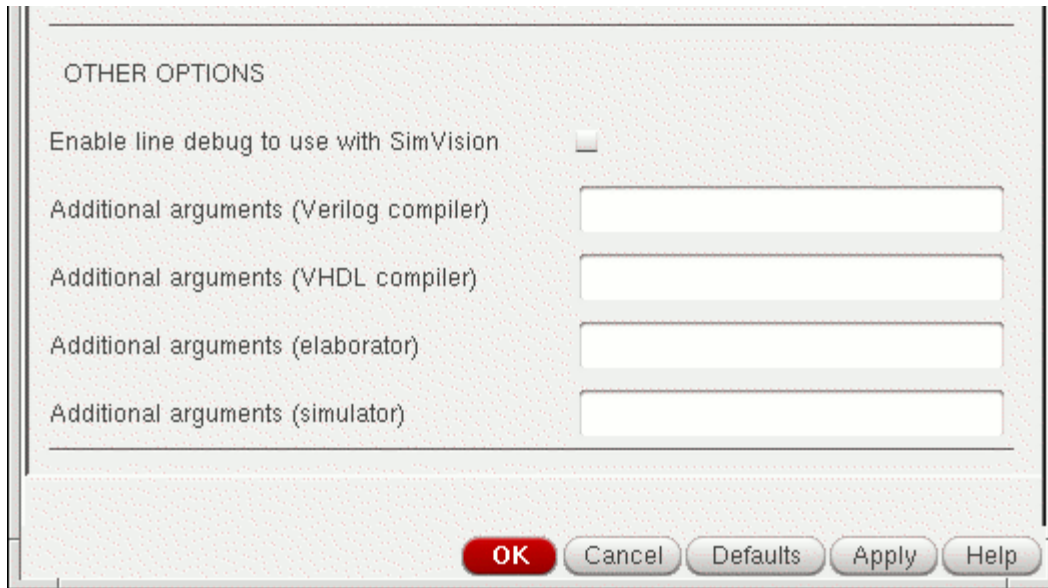 OTHER OPTIONS
Enable line debug to use with SimVision
Additional arguments (Verilog compiler)
Additional arguments (VHDL compiler)
Additional arguments (elaborator)
Additional arguments (simulator)
OK Cancel Defaults Apply Help